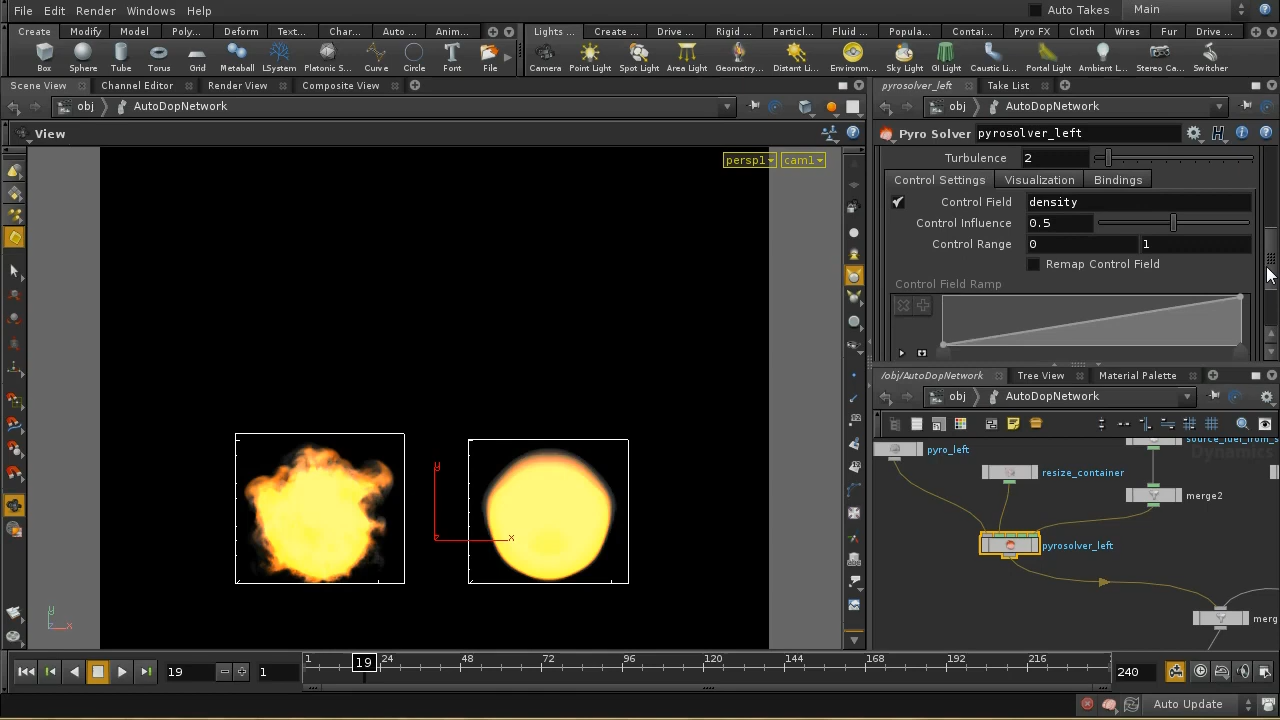 File Edit Render Windows Help Auto Takes Main
Create Modify Model Poly... Deform Text... Char... Auto ... Anim... Lights ... Create ... Drive ... Rigid ... Particl... Fluid ... Popula... Contai... Pyro FX Cloth Wires Fur Drive ...
Box Sphere Tube Torus Grid Metaball LSystem Platonic S... Curve Circle Font File Camera Point Light Spot Light Area Light Geometry... Distant Li... Environm... Sky Light GI Light Caustic Li... Portal Light Ambient L... Stereo Ca... Switcher
Scene View Channel Editor Render View Composite View pyrosolver_left Take List
obj AutoDopNetwork obj AutoDopNetwork
View Pyro Solver pyrosolver_left
persp1 cam1 Turbulence 2
Control Settings Visualization Bindings
Control Field density
Control Influence 0.5
Control Range 0 1
Remap Control Field
Control Field Ramp
/obj/AutoDopNetwork Tree View Material Palette
obj AutoDopNetwork
pyro_left
resize_container
merge2
pyrosolver_left
merg
y
x
y
x
19 1 1 19 24 48 72 96 120 144 168 192 216 240
Auto Update